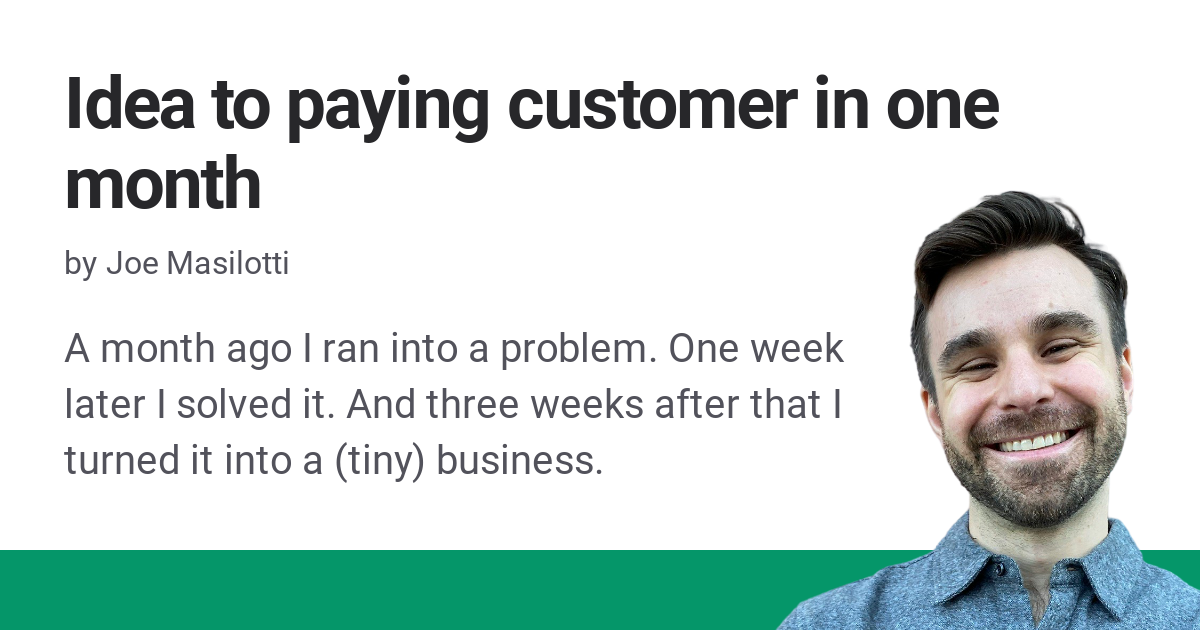 Idea to paying customer in one
month
by Joe Masilotti
A month ago I ran into a problem. One week
later I solved it. And three weeks after that I
turned it into a (tiny) business.